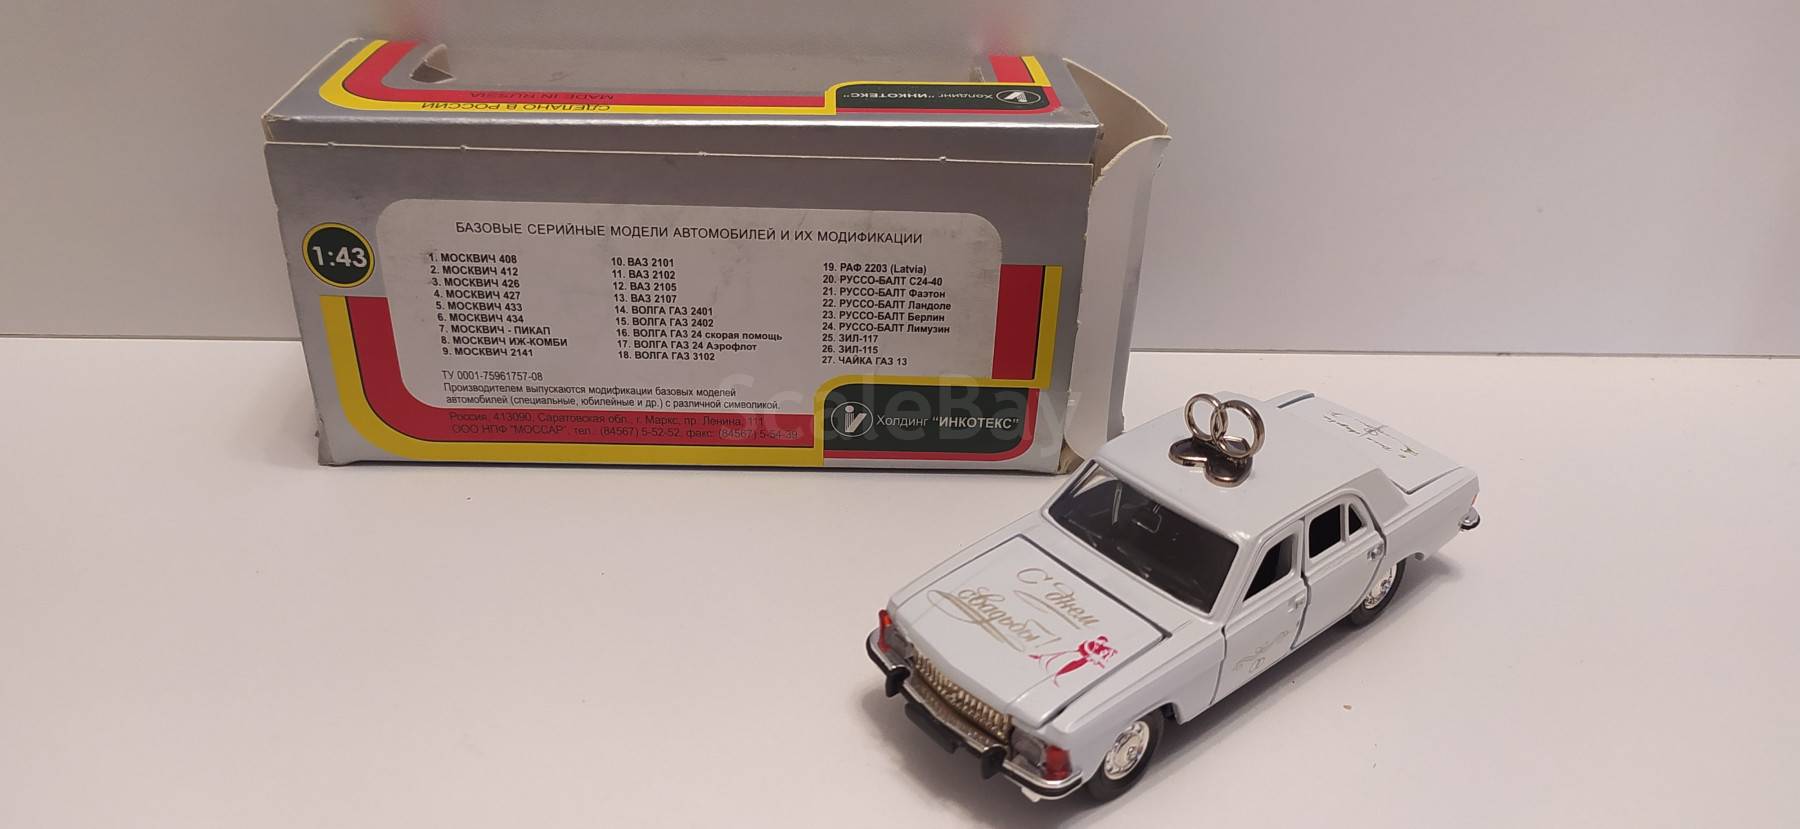 СДЕЛАНО В РОССИИ
MADE IN RUSSIA
Холдинг "ИНКОТЕКС"
1:43
БАЗОВЫЕ СЕРИЙНЫЕ МОДЕЛИ АВТОМОБИЛЕЙ И ИХ МОДИФИКАЦИИ
1. МОСКВИЧ 408
2. МОСКВИЧ 412
3. МОСКВИЧ 426
4. МОСКВИЧ 427
5. МОСКВИЧ 433
6. МОСКВИЧ 434
7. МОСКВИЧ - ПИКАП
8. МОСКВИЧ ИЖ-КОМБИ
9. МОСКВИЧ 2141
10. ВАЗ 2101
11. ВАЗ 2102
12. ВАЗ 2105
13. ВАЗ 2107
14. ВОЛГА ГАЗ 2401
15. ВОЛГА ГАЗ 2402
16. ВОЛГА ГАЗ 24 скорая помощь
17. ВОЛГА ГАЗ 24 Аэрофлот
18. ВОЛГА ГАЗ 3102
19. РАФ 2203 (Latvia)
20. РУССО-БАЛТ С24-40
21. РУССО-БАЛТ Фаэтон
22. РУССО-БАЛТ Ландоле
23. РУССО-БАЛТ Берлин
24. РУССО-БАЛТ Лимузин
25. ЗИЛ-117
26. ЗИЛ-115
27. ЧАЙКА ГАЗ 13
ТУ 0001-75961757-08
Производителем выпускаются модификации базовых моделей
автомобилей (специальные, юбилейные и др.) с различной символикой.
Россия, 413090, Саратовская обл., г. Маркс, пр. Ленина, 111
ООО НПФ "МОССАР", тел.: (84567) 5-52-52, факс: (84567) 5-54-39
Холдинг "ИНКОТЕКС"
ScaleBay
С Днем
свадьбы!